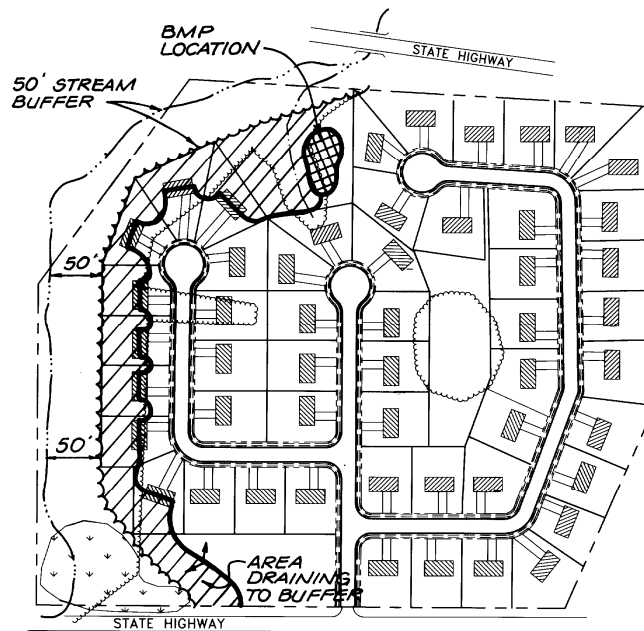 BMP
LOCATION
STATE HIGHWAY
50' STREAM
BUFFER
50'
50'
AREA
DRAINING
TO BUFFER
STATE HIGHWAY